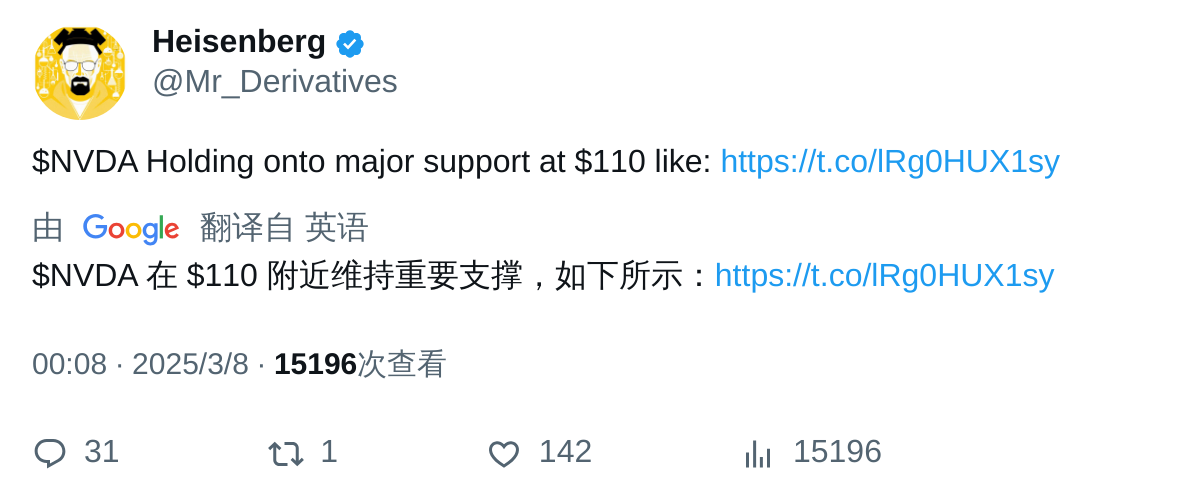 Heisenberg
@Mr_Derivatives
$NVDA Holding onto major support at $110 like: https://t.co/lRg0HUX1sy
由 Google 翻译自 英语
$NVDA 在 $110 附近维持重要支撑，如下所示：https://t.co/lRg0HUX1sy
00:08 · 2025/3/8 · 15196次查看
31 1 142 15196